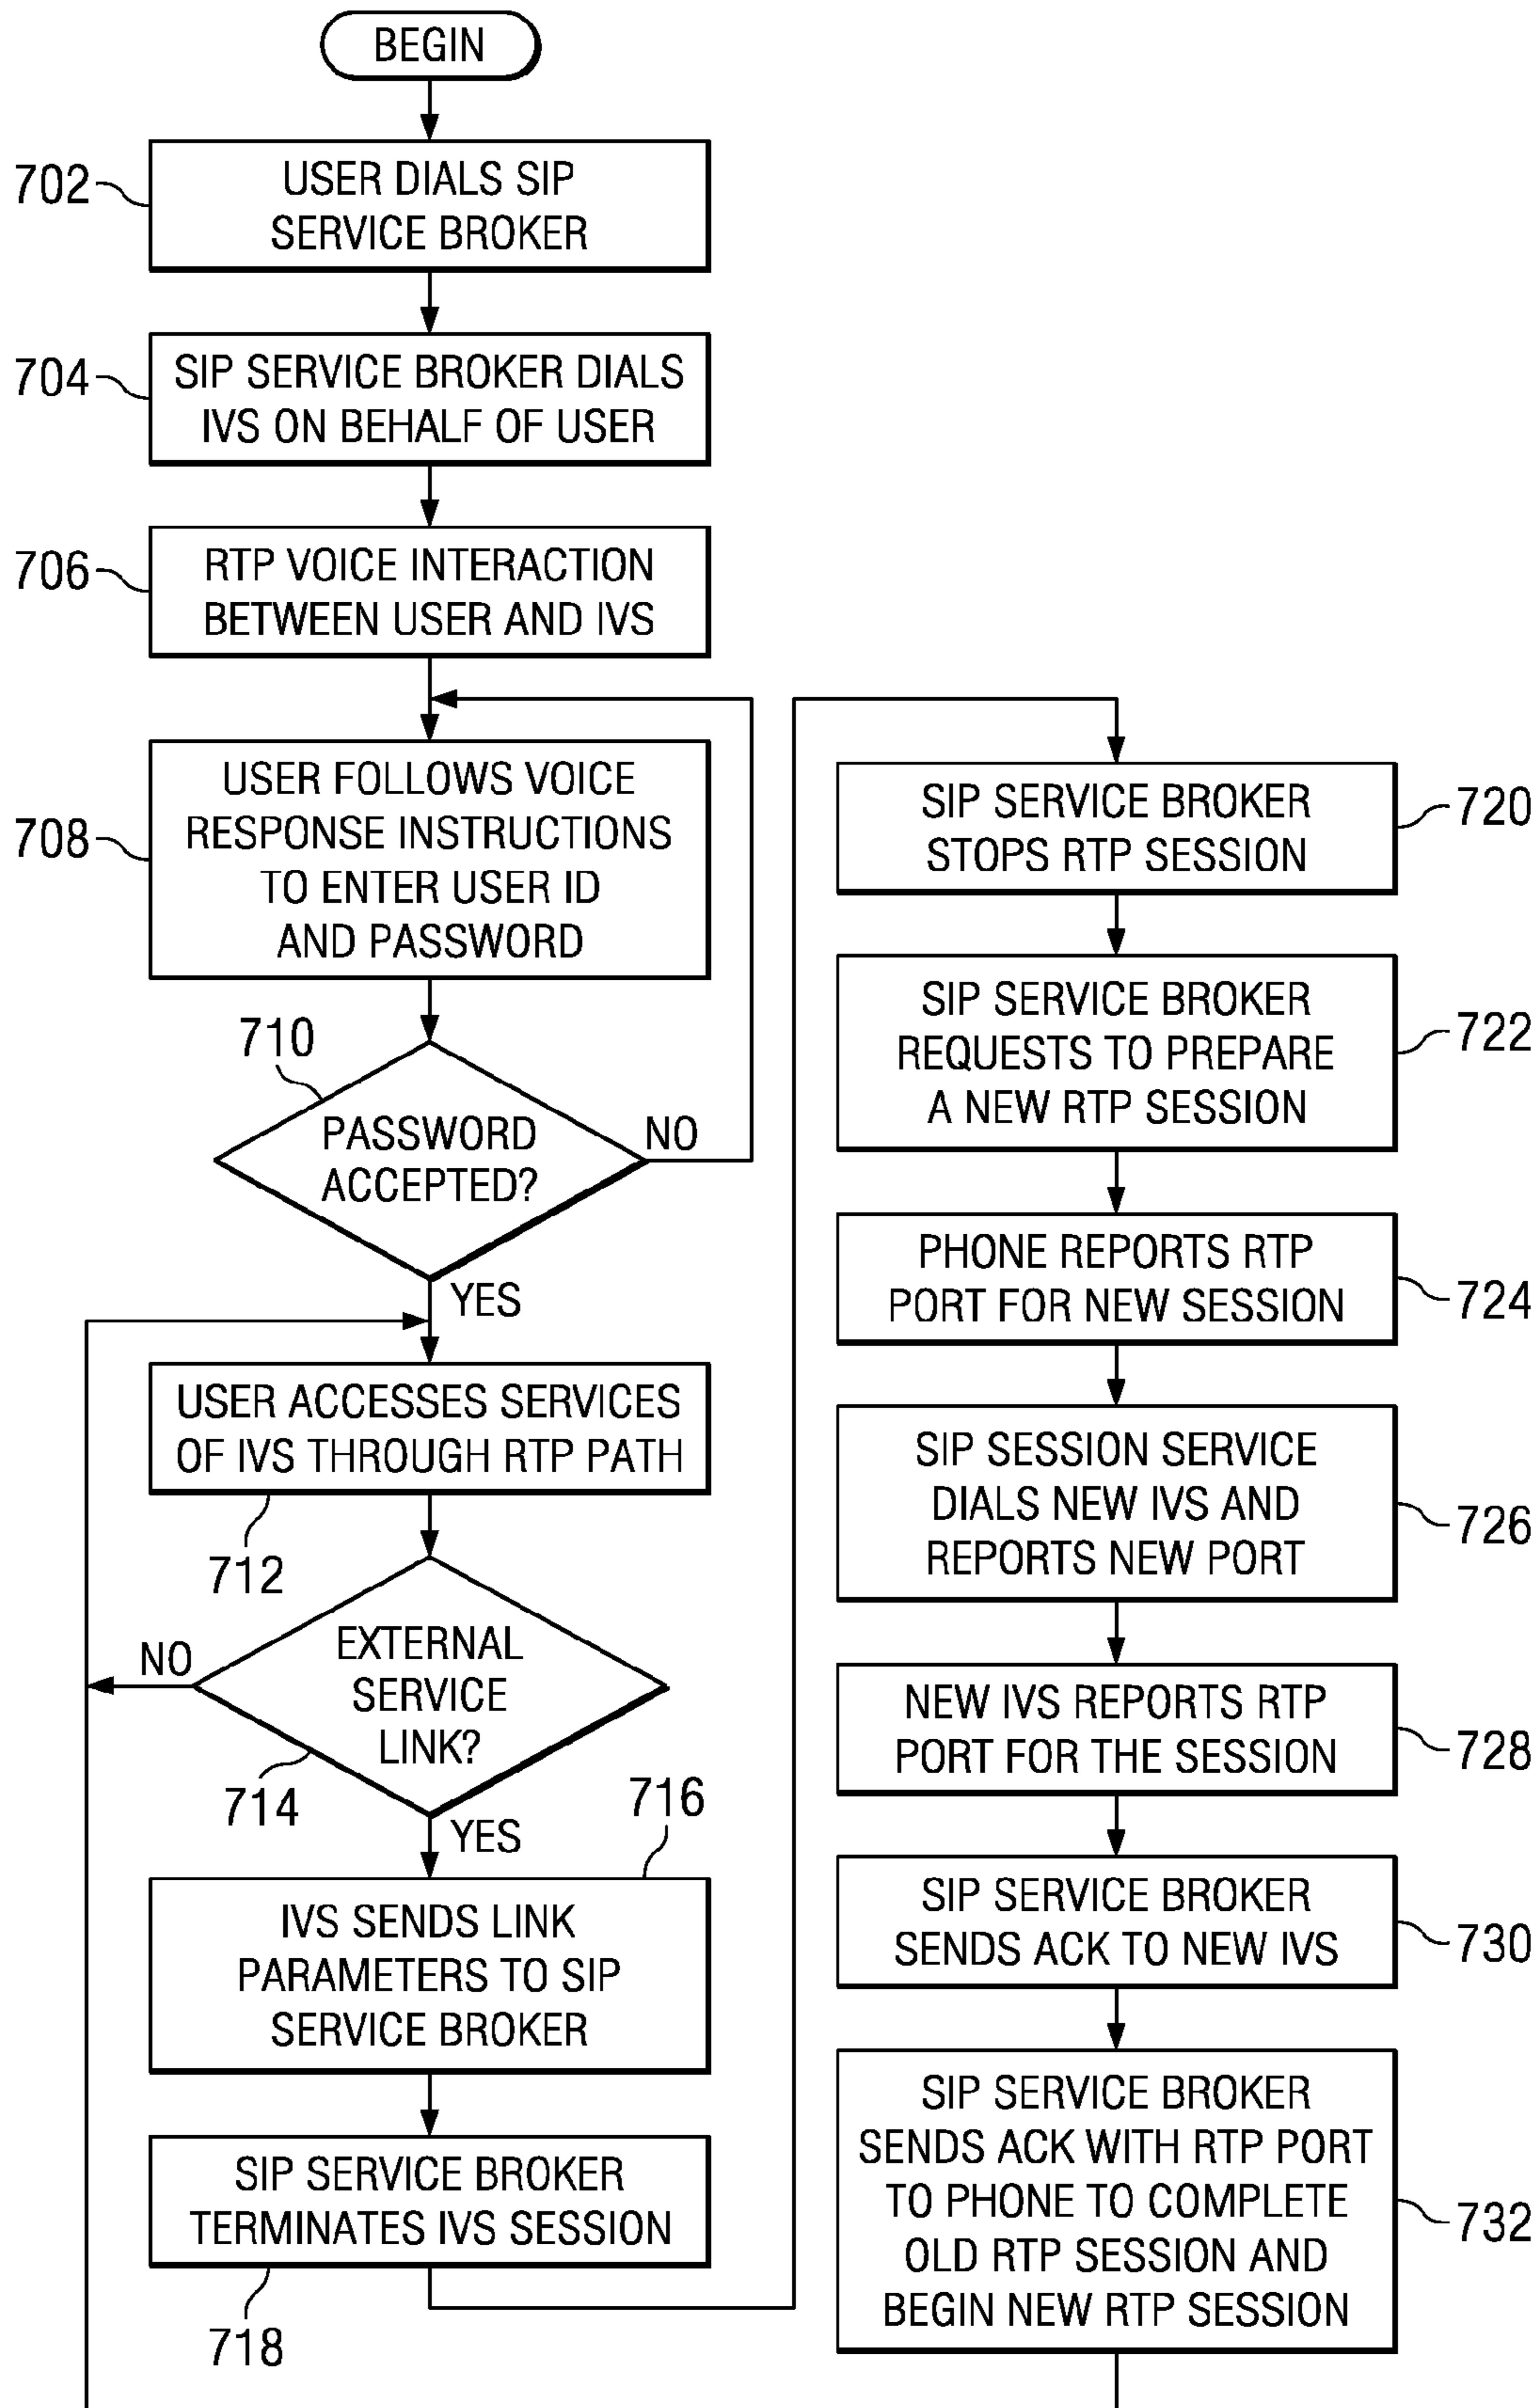 BEGIN
702
USER DIALS SIP
SERVICE BROKER
704
SIP SERVICE BROKER DIALS
IVS ON BEHALF OF USER
706
RTP VOICE INTERACTION
BETWEEN USER AND IVS
708
USER FOLLOWS VOICE
RESPONSE INSTRUCTIONS
TO ENTER USER ID
AND PASSWORD
710
PASSWORD
ACCEPTED?
NO
YES
USER ACCESSES SERVICES
OF IVS THROUGH RTP PATH
712
EXTERNAL
SERVICE
LINK?
NO
714
YES
716
IVS SENDS LINK
PARAMETERS TO SIP
SERVICE BROKER
SIP SERVICE BROKER
TERMINATES IVS SESSION
718
SIP SERVICE BROKER
STOPS RTP SESSION
720
SIP SERVICE BROKER
REQUESTS TO PREPARE
A NEW RTP SESSION
722
PHONE REPORTS RTP
PORT FOR NEW SESSION
724
SIP SESSION SERVICE
DIALS NEW IVS AND
REPORTS NEW PORT
726
NEW IVS REPORTS RTP
PORT FOR THE SESSION
728
SIP SERVICE BROKER
SENDS ACK TO NEW IVS
730
SIP SERVICE BROKER
SENDS ACK WITH RTP PORT
TO PHONE TO COMPLETE
OLD RTP SESSION AND
BEGIN NEW RTP SESSION
732